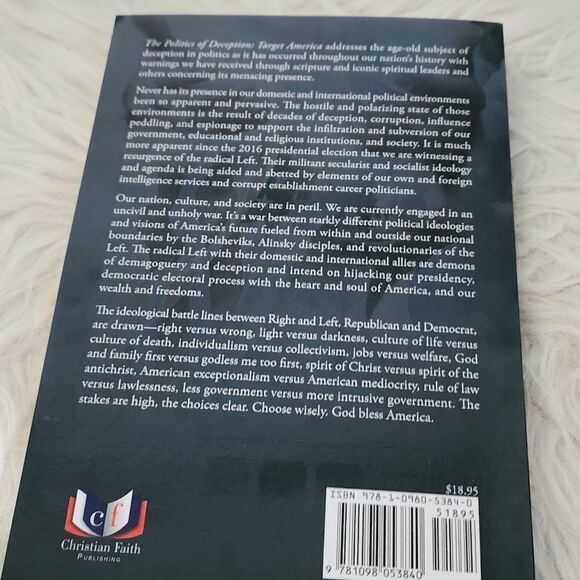 The Politics of Deception: Target America addresses the age-old subject of
deception in politics as it has occurred throughout our nation's history with
warnings we have received through scripture and iconic spiritual leaders and
others concerning its menacing presence.
Never has its presence in our domestic and international political environments
been so apparent and pervasive. The hostile and polarizing state of those
environments is the result of decades of deception, corruption, influence
peddling, and espionage to support the infiltration and subversion of our
government, educational and religious institutions, and society. It is much
more apparent since the 2016 presidential election that we are witnessing a
resurgence of the radical Left. Their militant secularist and socialist ideology
and agenda is being aided and abetted by elements of our own and foreign
intelligence services and corrupt establishment career politicians.
Our nation, culture, and society are in peril. We are currently engaged in an
uncivil and unholy war. It's a war between starkly different political ideologies
and visions of America's future fueled from within and outside our national
boundaries by the Bolsheviks, Alinsky disciples, and revolutionaries of the
Left. The radical Left with their domestic and international allies are demons
of demagoguery and deception and intend on hijacking our presidency,
democratic electoral process with the heart and soul of America, and our
wealth and freedoms.
The ideological battle lines between Right and Left, Republican and Democrat,
are drawn—right versus wrong, light versus darkness, culture of life versus
culture of death, individualism versus collectivism, jobs versus welfare, God
and family first versus godless me too first, spirit of Christ versus spirit of the
antichrist, American exceptionalism versus American mediocrity, rule of law
versus lawlessness, less government versus more intrusive government. The
stakes are high, the choices clear. Choose wisely. God bless America.
$18.95
ISBN 978-1-0980-5384-0
51895
9 781098 053840
cf
Christian Faith
PUBLISHING